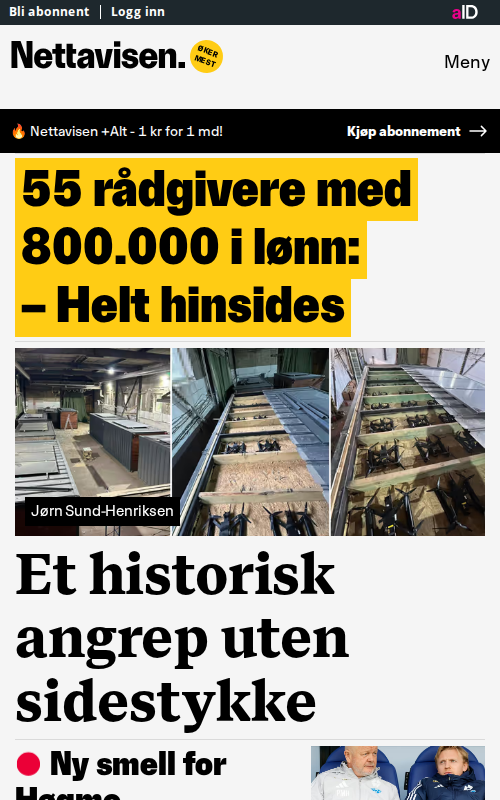 Bli abonnent | Logg inn
aID
Nettavisen.
ØKER
MEST
Meny
🔥 Nettavisen +Alt - 1 kr for 1 md!
Kjøp abonnement →
55 rådgivere med
800.000 i lønn:
– Helt hinsides
Jørn Sund-Henriksen
Et historisk
angrep uten
sidestykke
Ny smell for
Høgmo